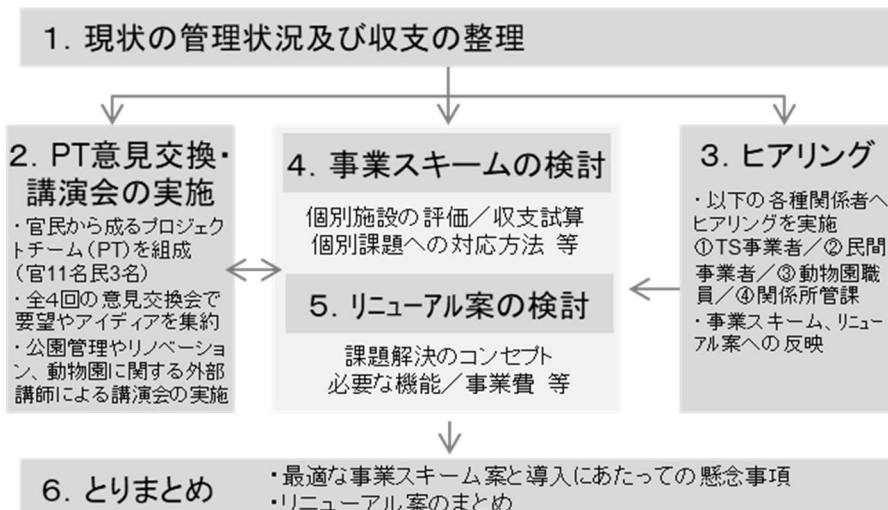 1．現状の管理状況及び収支の整理
2．PT意見交換・
講演会の実施
・官民から成るプロジェク
トチーム（PT）を組成
（官11名民3名）
・全4回の意見交換会で
要望やアイディアを集約
・公園管理やリノベーショ
ン、動物園に関する外部
講師による講演会の実施
4．事業スキームの検討
個別施設の評価／収支試算
個別課題への対応方法 等
5．リニューアル案の検討
課題解決のコンセプト
必要な機能／事業費 等
3．ヒアリング
・以下の各種関係者へ
ヒアリングを実施
①TS事業者／②民間
事業者／③動物園職
員／④関係所管課
・事業スキーム、リニュー
アル案への反映
6．とりまとめ
・最適な事業スキーム案と導入にあたっての懸念事項
・リニューアル案のまとめ